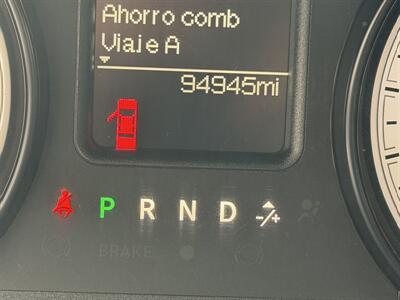 Ahorro comb
Viaje A
94945mi
P R N D -/+
BRAKE